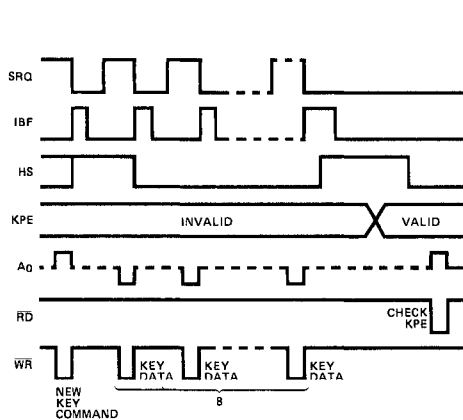 SRQ
IBF
HS
KPE INVALID VALID
A0
RD CHECK
KPE
WR KEY
DATA KEY
DATA KEY
DATA
NEW
KEY
COMMAND
8